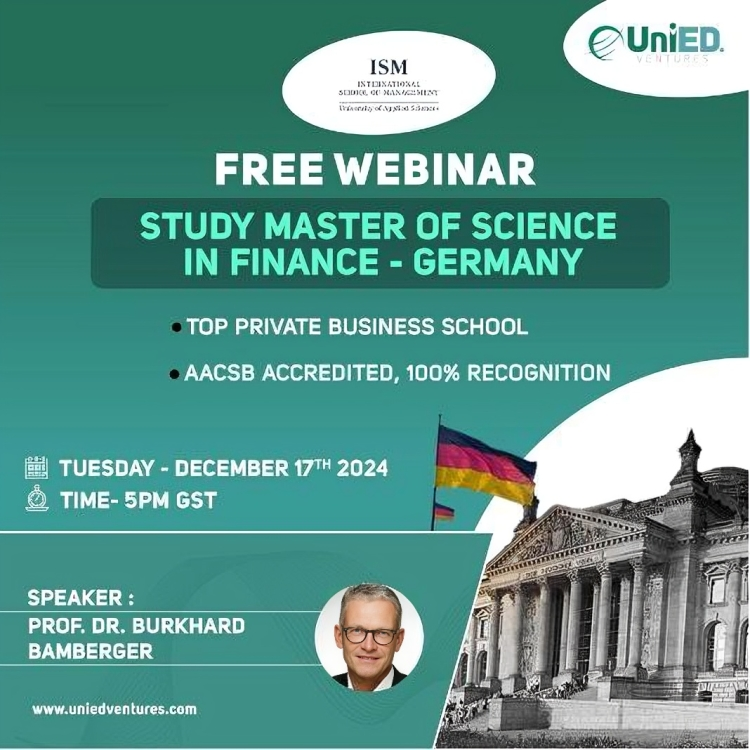 ISM
INTERNATIONAL
SCHOOL OF MANAGEMENT
University of Applied Sciences
UniED.
VENTURES
FREE WEBINAR
STUDY MASTER OF SCIENCE
IN FINANCE - GERMANY
• TOP PRIVATE BUSINESS SCHOOL
• AACSB ACCREDITED, 100% RECOGNITION
TUESDAY - DECEMBER 17TH 2024
TIME- 5PM GST
SPEAKER :
PROF. DR. BURKHARD
BAMBERGER
www.uniedventures.com